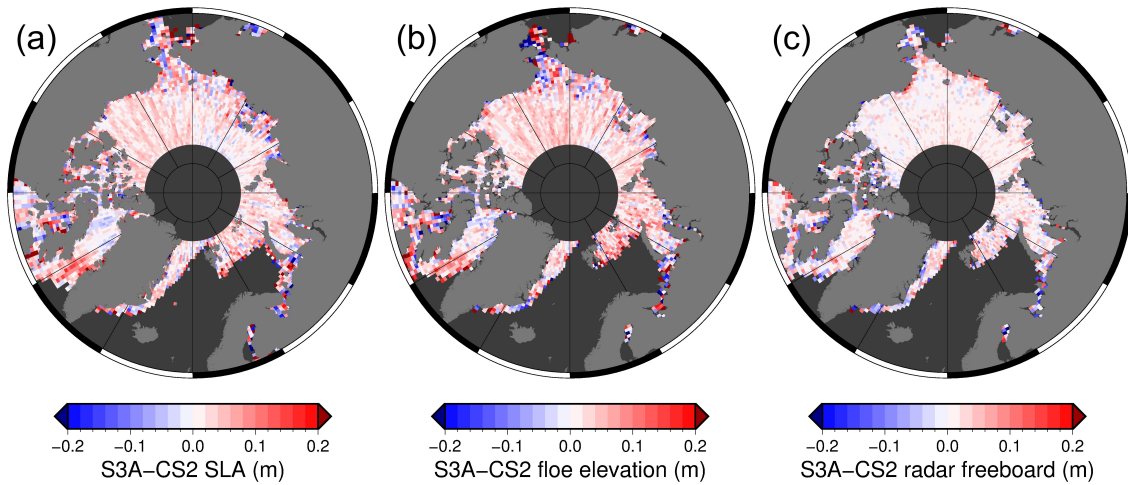 (a) (b) (c)
−0.2 −0.1 0.0 0.1 0.2 −0.2 −0.1 0.0 0.1 0.2 −0.2 −0.1 0.0 0.1 0.2
S3A−CS2 SLA (m) S3A−CS2 floe elevation (m) S3A−CS2 radar freeboard (m)